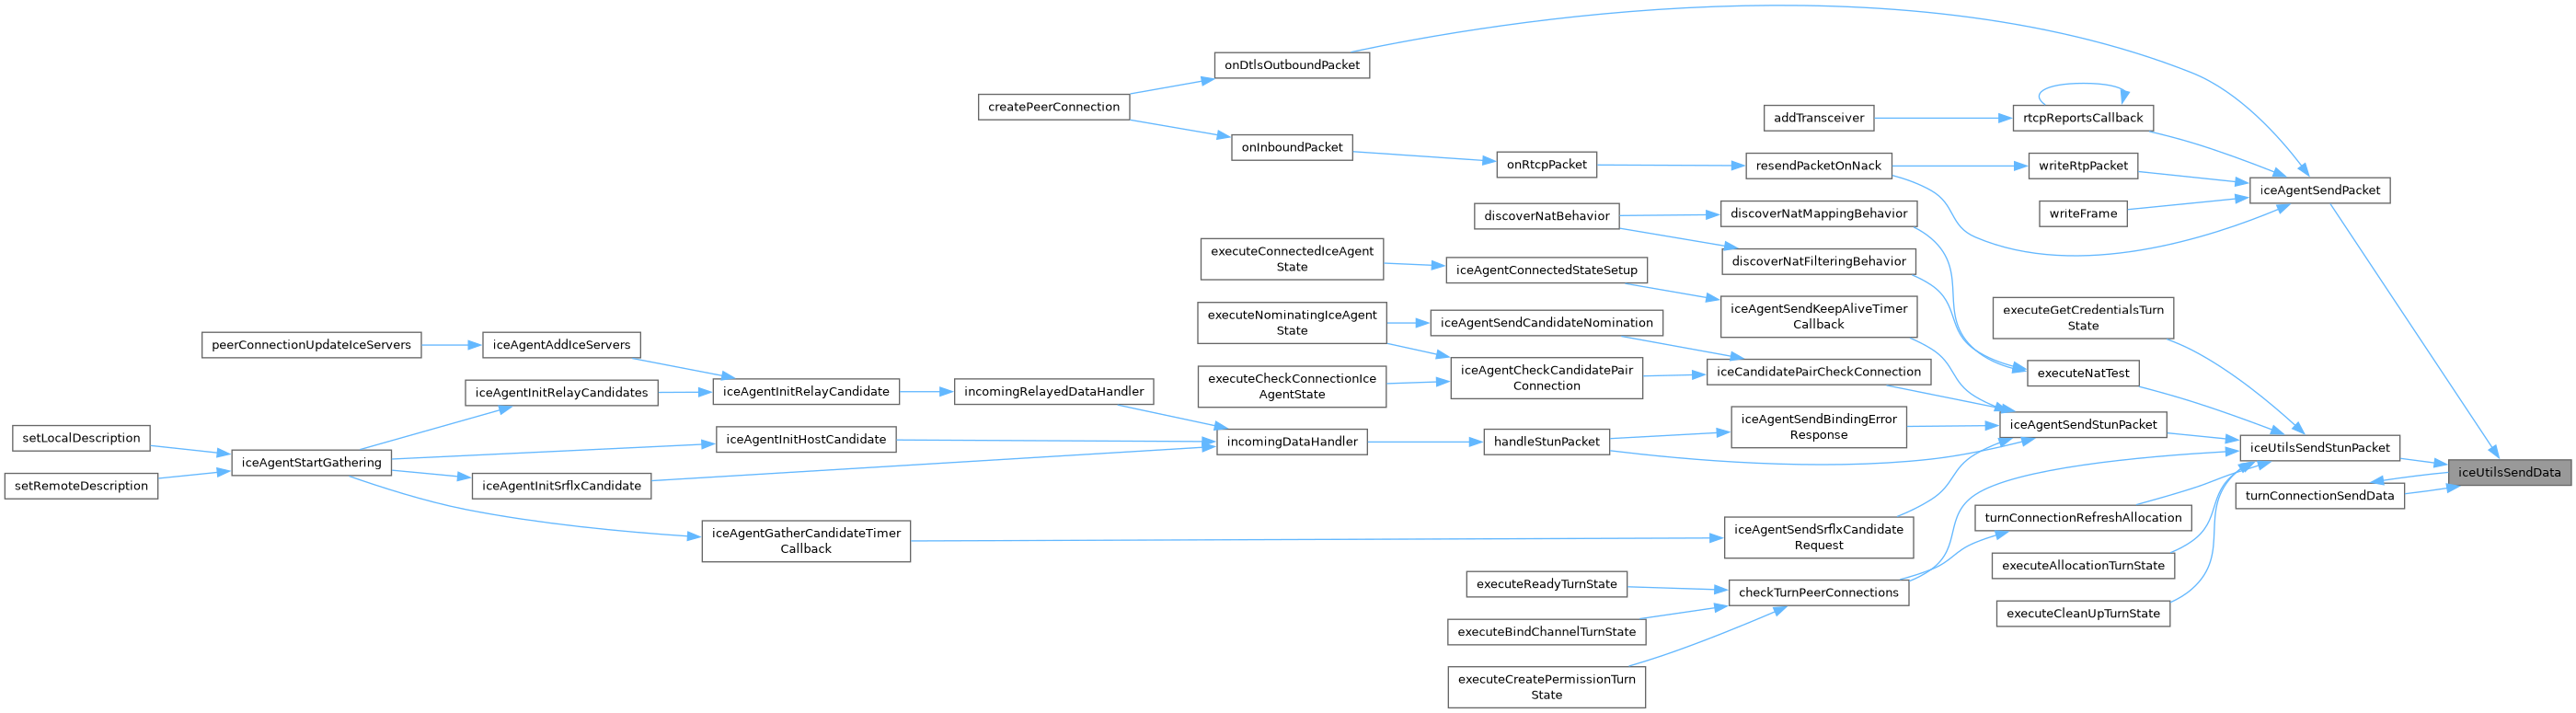 onDtlsOutboundPacket
createPeerConnection
onInboundPacket
addTransceiver
rtcpReportsCallback
onRtcpPacket
resendPacketOnNack
writeRtpPacket
iceAgentSendPacket
writeFrame
discoverNatBehavior
discoverNatMappingBehavior
discoverNatFilteringBehavior
executeConnectedIceAgent
State
iceAgentConnectedStateSetup
iceAgentSendKeepAliveTimer
Callback
executeGetCredentialsTurn
State
executeNominatingIceAgent
State
iceAgentSendCandidateNomination
peerConnectionUpdateIceServers
iceAgentAddIceServers
iceAgentInitRelayCandidates
iceAgentInitRelayCandidate
incomingRelayedDataHandler
executeCheckConnectionIce
AgentState
iceAgentCheckCandidatePair
Connection
iceCandidatePairCheckConnection
executeNatTest
setLocalDescription
setRemoteDescription
iceAgentStartGathering
iceAgentInitHostCandidate
iceAgentInitSrflxCandidate
incomingDataHandler
handleStunPacket
iceAgentSendBindingError
Response
iceAgentSendStunPacket
iceUtilsSendStunPacket
iceUtilsSendData
turnConnectionSendData
iceAgentGatherCandidateTimer
Callback
iceAgentSendSrflxCandidate
Request
turnConnectionRefreshAllocation
executeAllocationTurnState
executeReadyTurnState
checkTurnPeerConnections
executeCleanUpTurnState
executeBindChannelTurnState
executeCreatePermissionTurn
State